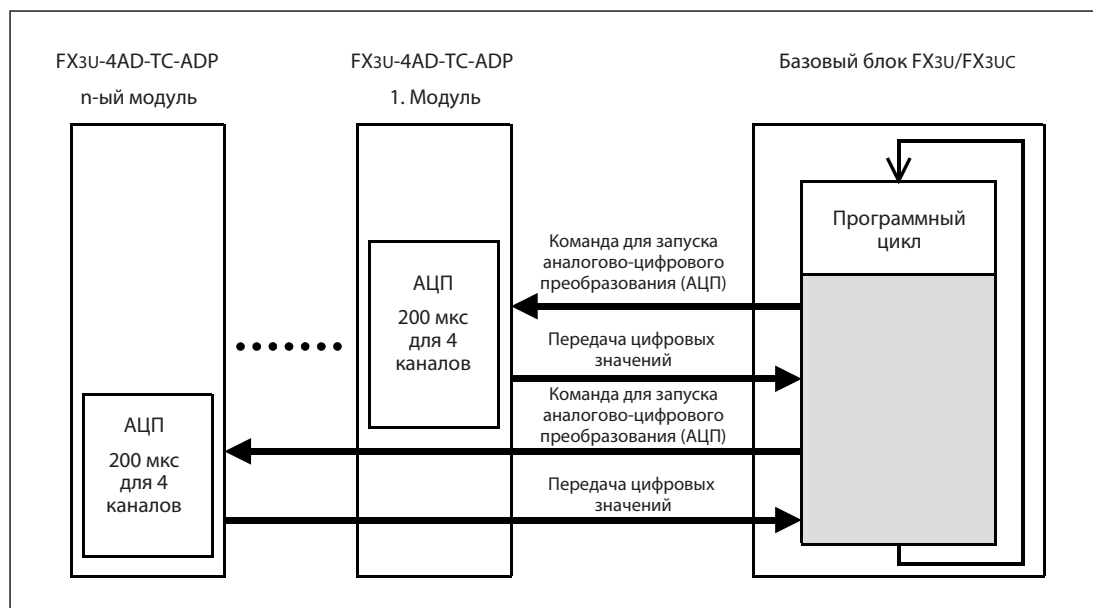 FX3U-4AD-TC-ADP
n-ый модуль
FX3U-4AD-TC-ADP
1. Модуль
Базовый блок FX3U/FX3UC
Программный
цикл
Команда для запуска
аналогово-цифрового
преобразования (АЦП)
АЦП
200 мкс
для 4
каналов
Передача цифровых
значений
Команда для запуска
аналогово-цифрового
преобразования (АЦП)
АЦП
200 мкс
для 4
каналов
Передача цифровых
значений